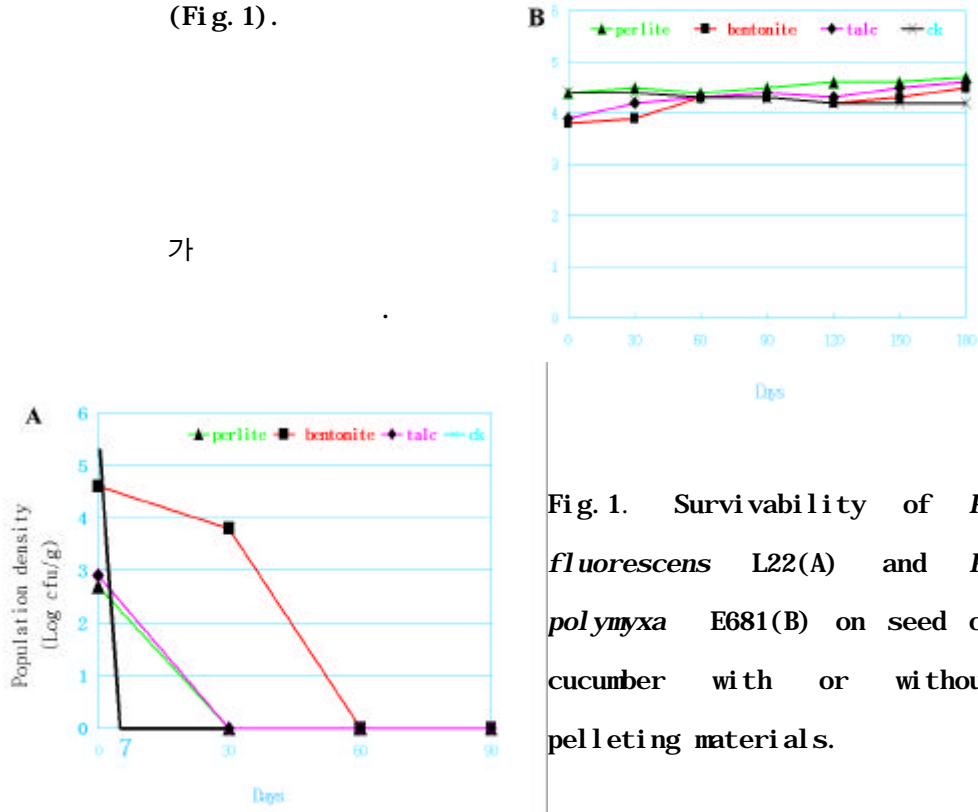 (Fig. 1).
가
.
B
6
perlite bentonite talc ck
5
4
3
2
1
0
0 30 60 90 120 150 180
Days
A
6
perlite bentonite talc ck
5
4
3
2
1
0
0 7 30 60 90
Population density
(Log cfu/g)
Days
Fig. 1. Survivability of
fluorescens L22(A) and
polymyxa E681(B) on seed
cucumber with or
pelleting materials.